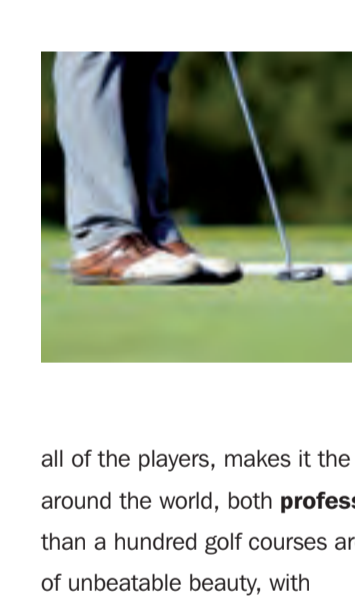 all of the players, makes it the
around the world, both profess
than a hundred golf courses ar
of unbeatable beauty, with